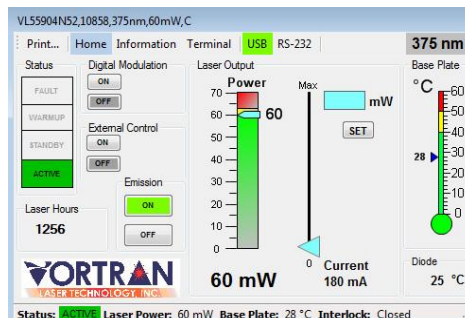 VL55904N52,10858,375nm,60mW,C
Print... Home Information Terminal USB RS-232 375 nm
Status Digital Modulation Laser Output Base Plate
FAULT
WARMUP
STANDBY
ACTIVE
ON
OFF
External Control
ON
OFF
Emission
ON
OFF
Laser Hours
1256
VORTRAN
LASER TECHNOLOGY, INC.
Power
70
60
50
40
30
20
10
0
60
60 mW
Max
0
mW
SET
Current
180 mA
°C
60
50
40
30
20
10
0
28
Diode
25 °C
Status: ACTIVE Laser Power: 60 mW Base Plate: 28 °C Interlock: Closed